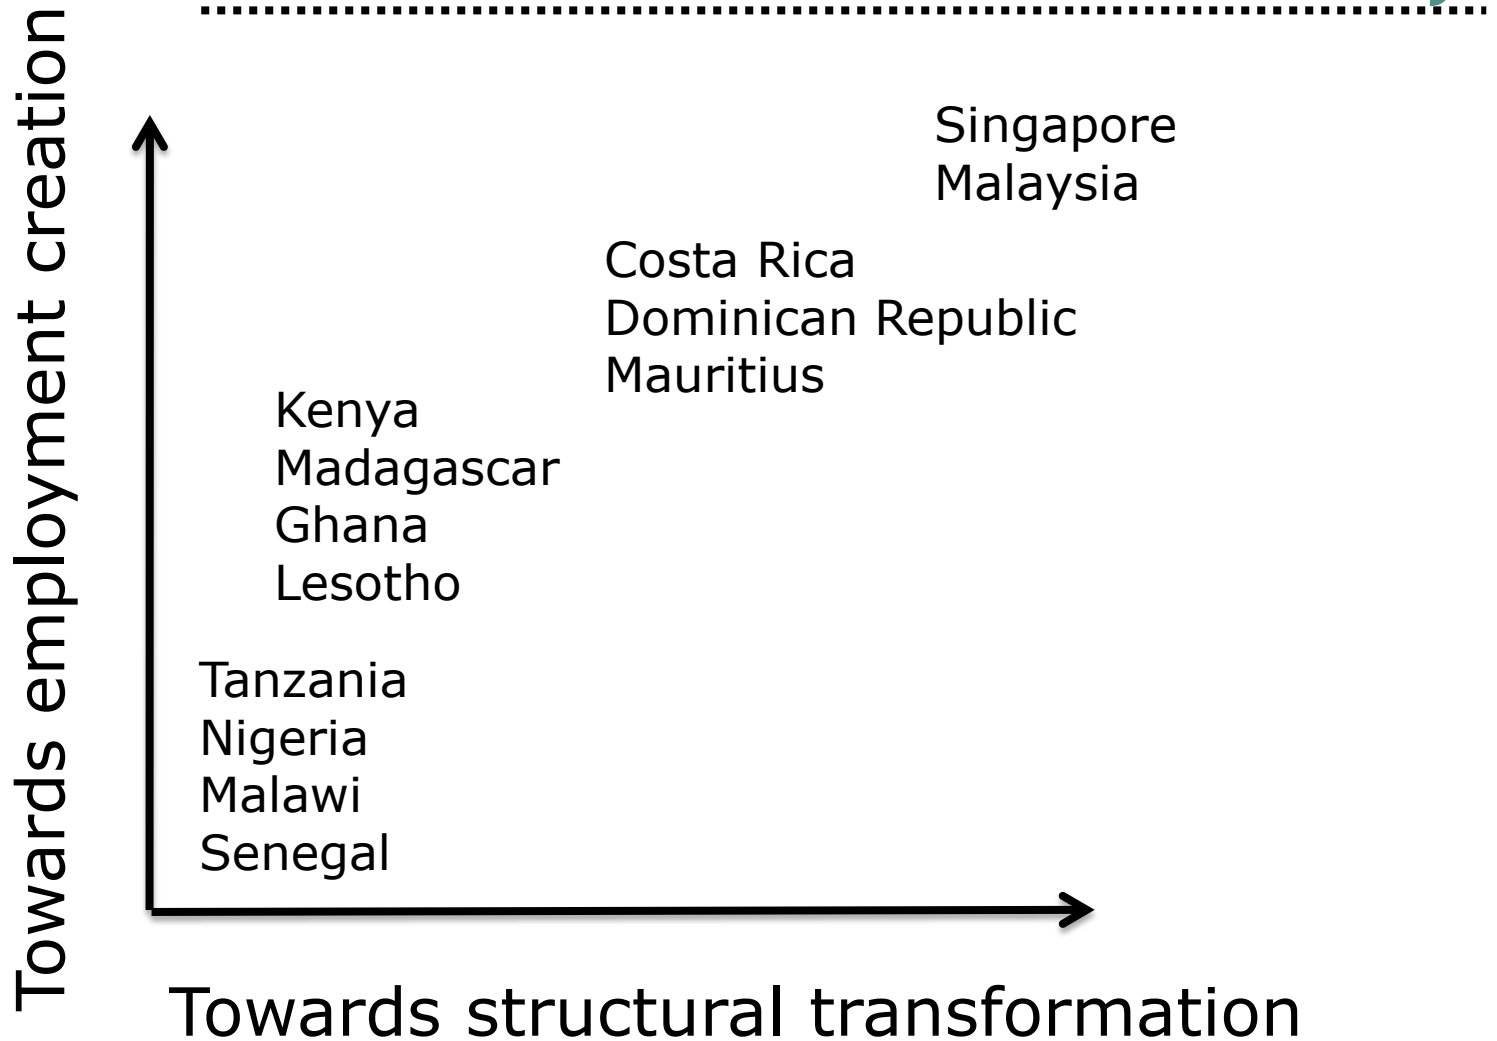 Towards employment creation
Singapore
Malaysia
Costa Rica
Dominican Republic
Mauritius
Kenya
Madagascar
Ghana
Lesotho
Tanzania
Nigeria
Malawi
Senegal
Towards structural transformation